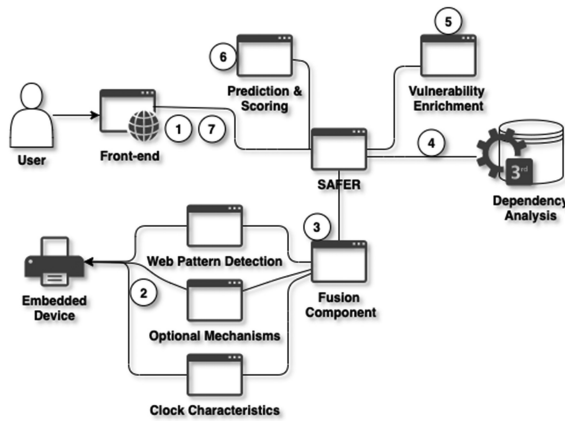 5
6
Prediction &
Scoring
Vulnerability
Enrichment
1
7
4
User
Front-end
SAFER
3rd
Dependency
Analysis
3
Web Pattern Detection
Embedded
Device
2
Optional Mechanisms
Fusion
Component
Clock Characteristics